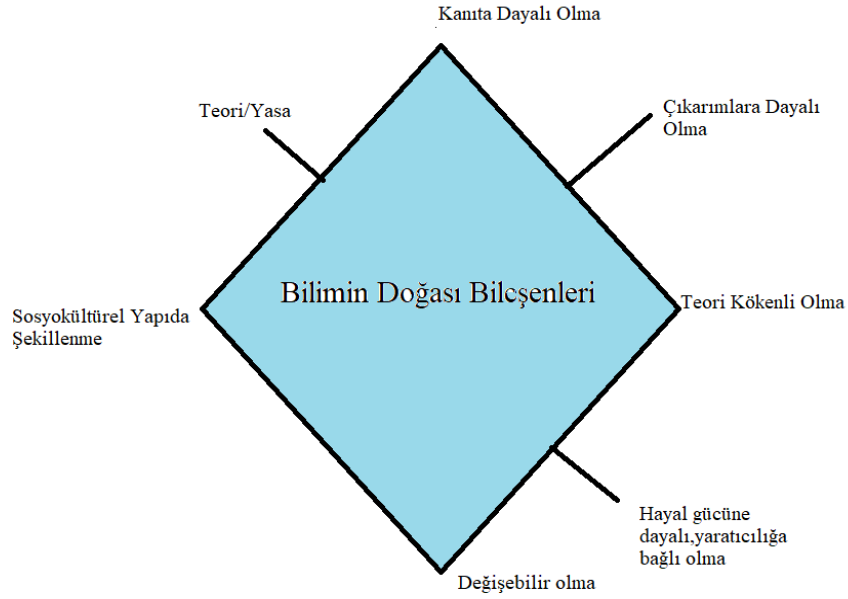 Kanıta Dayalı Olma
Teori/Yasa
Çıkarımlara Dayalı
Olma
Bilimin Doğası Bileşenleri
Sosyokültürel Yapıda
Şekillenme
Teori Kökenli Olma
Hayal gücüne
dayalı,yaratıcılığa
bağlı olma
Değişebilir olma